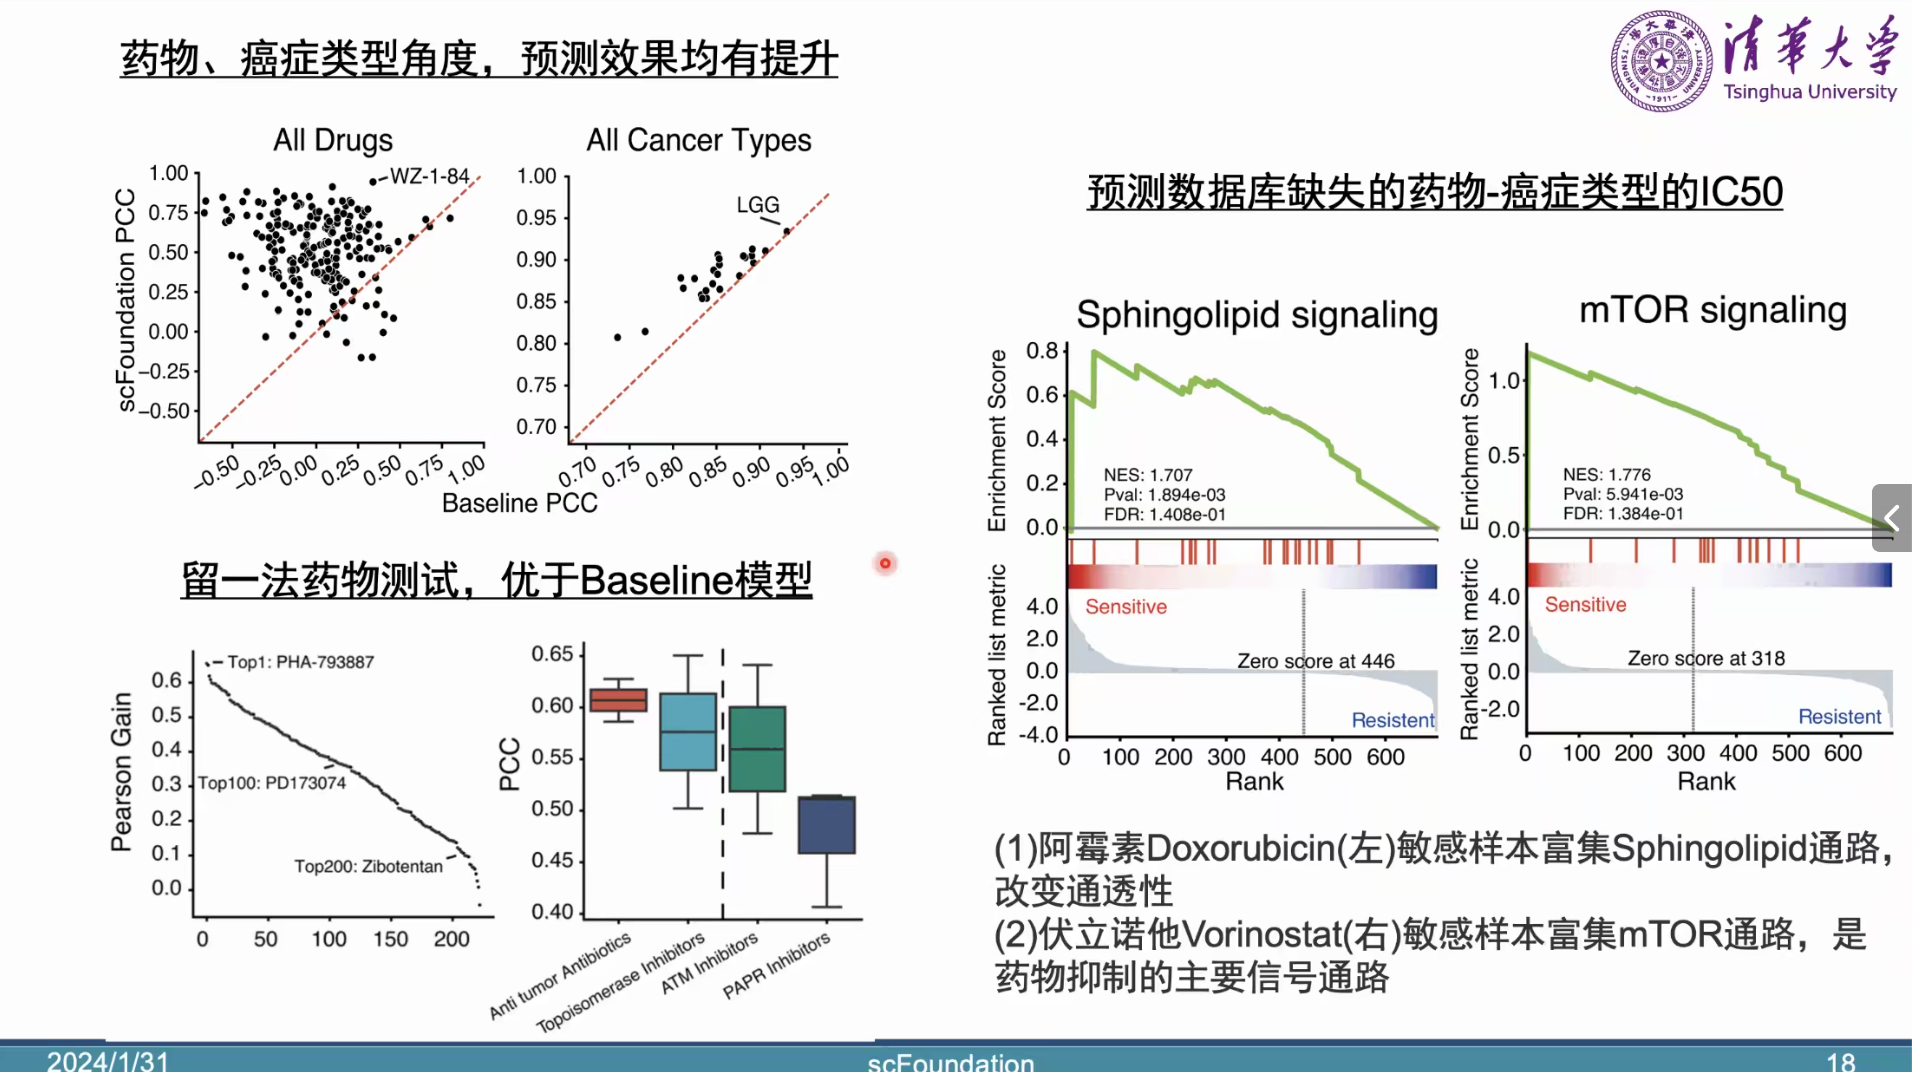 药物、癌症类型角度，预测效果均有提升
清华大学
Tsinghua University
TSINGHUA UNIVERSITY
-1911-
All Drugs
WZ-1-84
scFoundation PCC
1.00
0.75
0.50
0.25
0.00
−0.25
−0.50
−0.50
−0.25
0.00
0.25
0.50
0.75
1.00
All Cancer Types
LGG
1.00
0.95
0.90
0.85
0.80
0.75
0.70
0.70
0.75
0.80
0.85
0.90
0.95
1.00
Baseline PCC
留一法药物测试，优于Baseline模型
Pearson Gain
0.6
0.5
0.4
0.3
0.2
0.1
0.0
Top1: PHA-793887
Top100: PD173074
Top200: Zibotentan
0
50
100
150
200
PCC
0.65
0.60
0.55
0.50
0.45
0.40
Anti tumor Antibiotics
Topoisomerase Inhibitors
ATM Inhibitors
PAPR Inhibitors
预测数据库缺失的药物-癌症类型的IC50
Sphingolipid signaling
Enrichment Score
0.8
0.6
0.4
0.2
0.0
NES: 1.707
Pval: 1.894e-03
FDR: 1.408e-01
Ranked list metric
4.0
2.0
0.0
-2.0
-4.0
Sensitive
Zero score at 446
Resistent
0
100
200
300
400
500
600
Rank
mTOR signaling
Enrichment Score
1.0
0.5
0.0
NES: 1.776
Pval: 5.941e-03
FDR: 1.384e-01
Ranked list metric
4.0
2.0
0.0
-2.0
Sensitive
Zero score at 318
Resistent
0
100
200
300
400
500
600
Rank
(1)阿霉素Doxorubicin(左)敏感样本富集Sphingolipid通路，
改变通透性
(2)伏立诺他Vorinostat(右)敏感样本富集mTOR通路，是
药物抑制的主要信号通路
2024/1/31
scFoundation
18